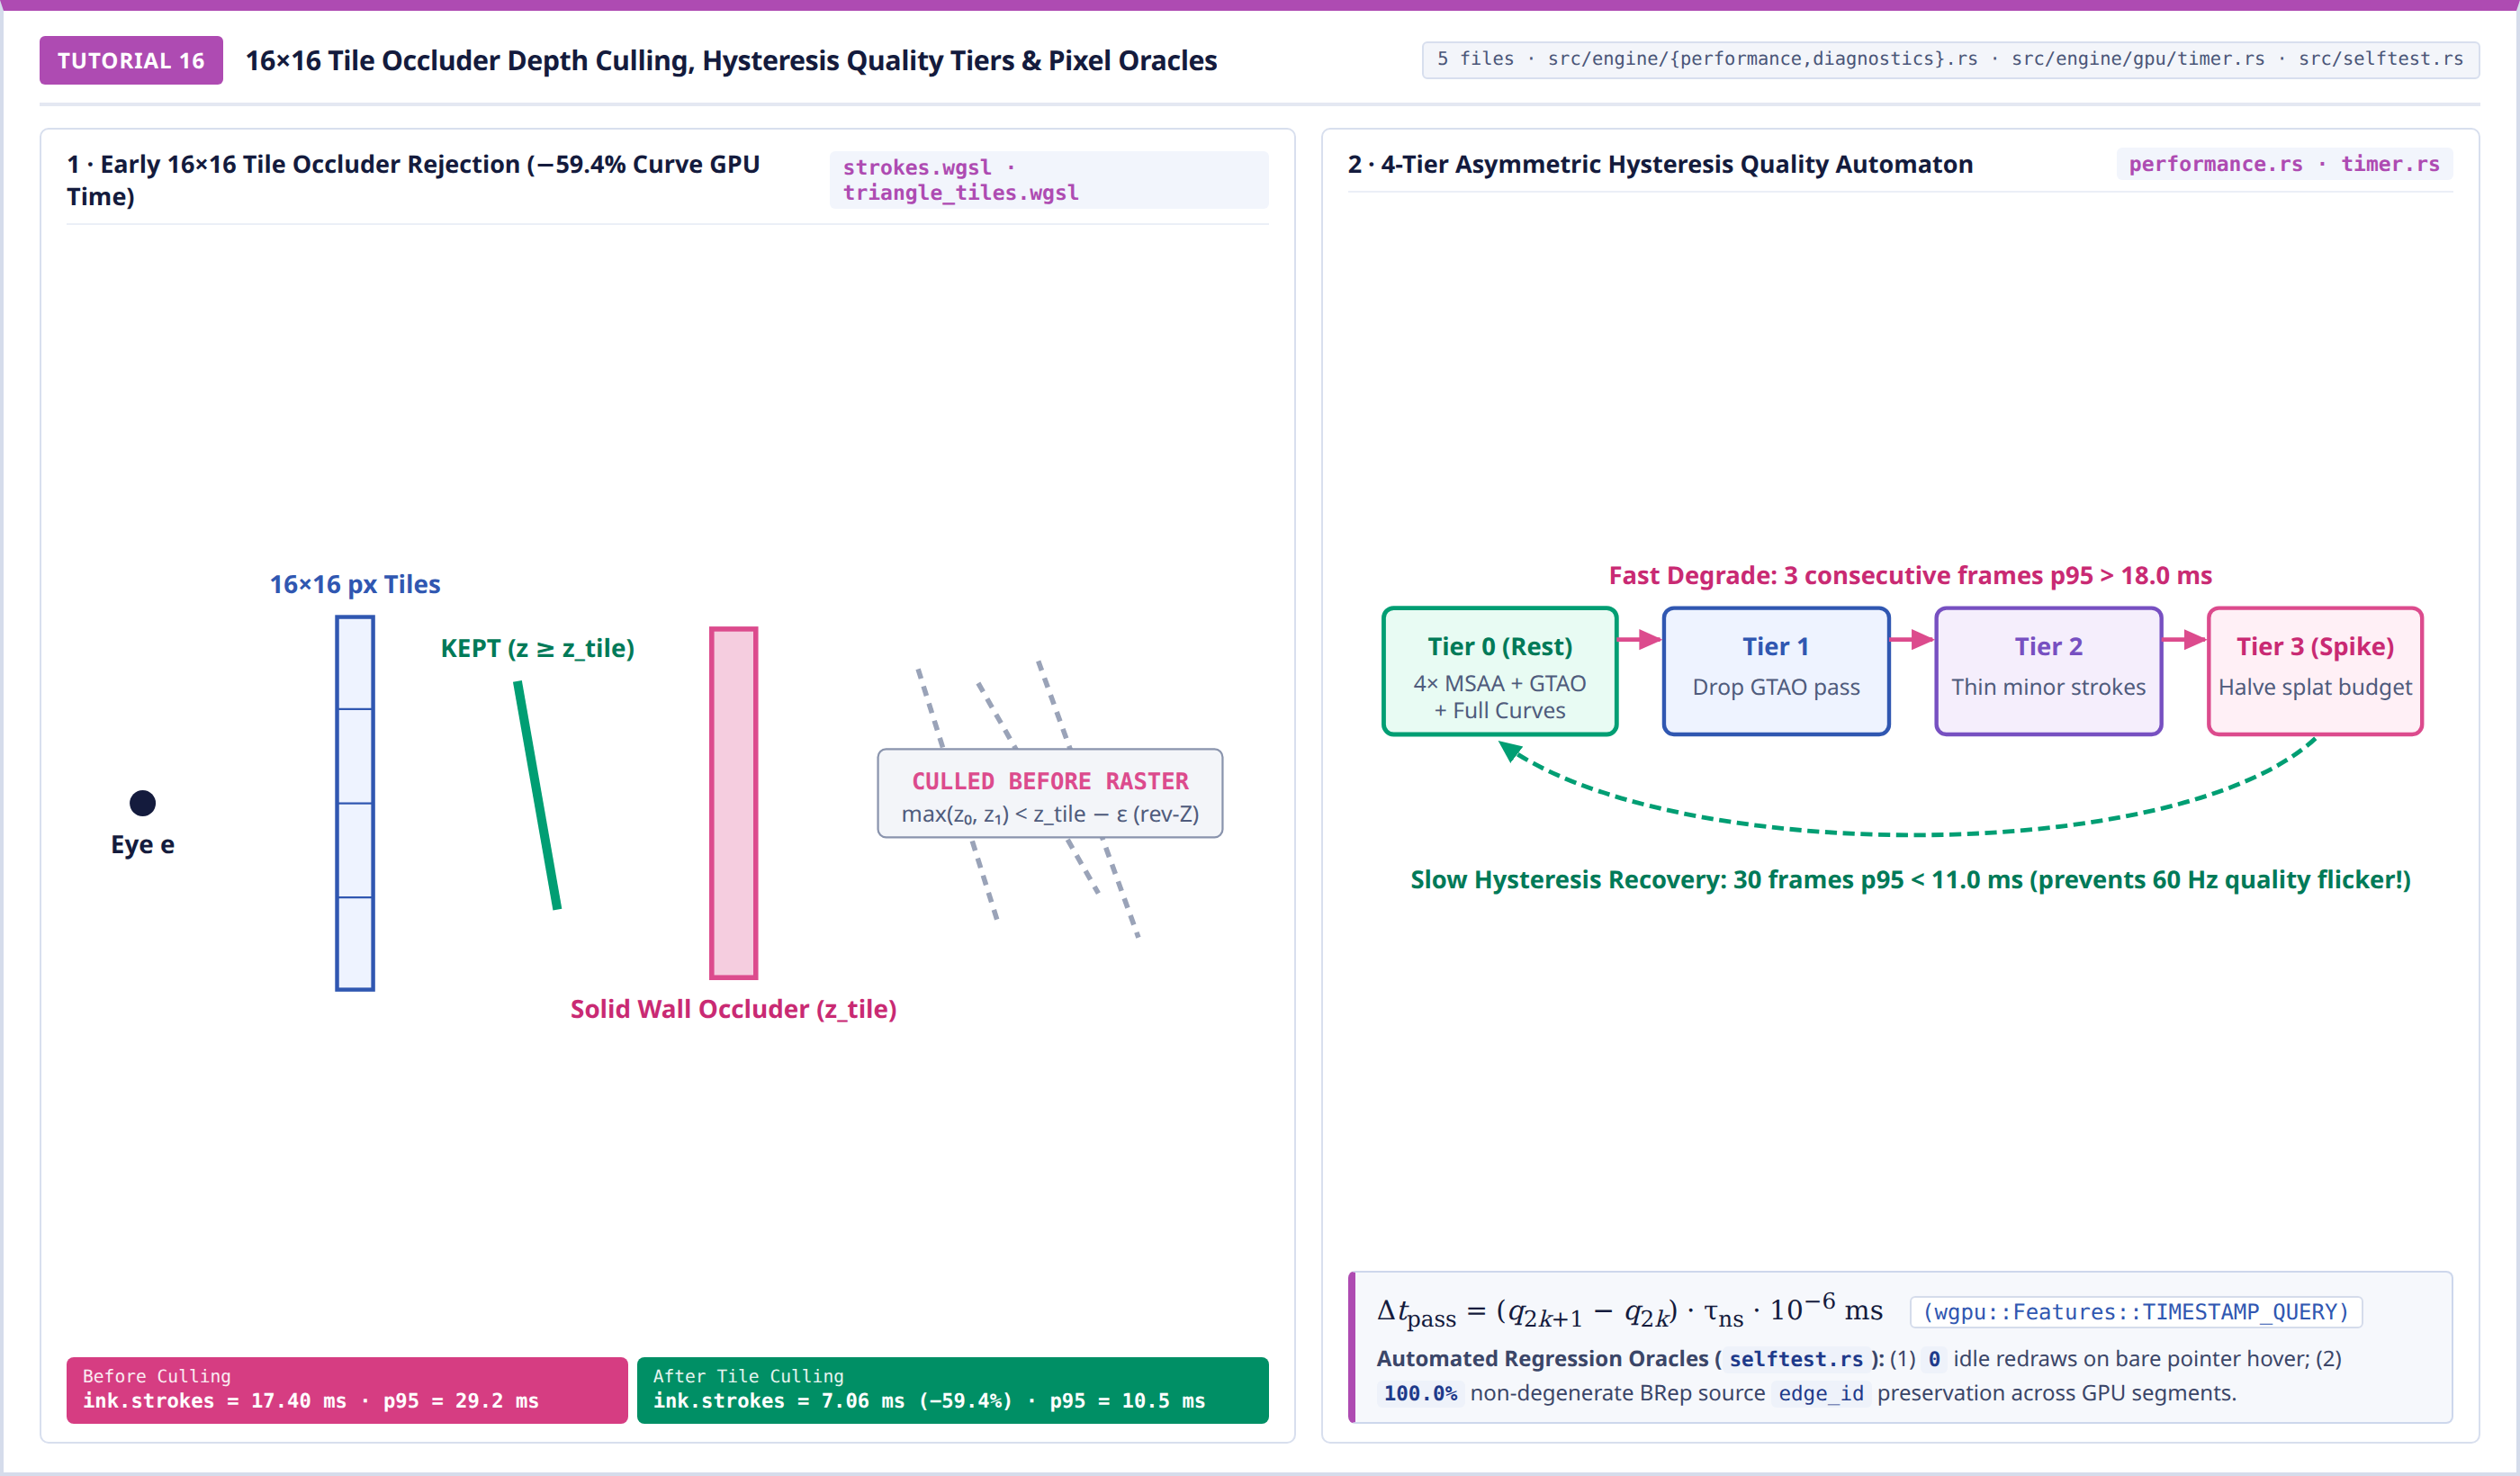 TUTORIAL 16
16×16 Tile Occluder Depth Culling, Hysteresis Quality Tiers & Pixel Oracles
5 files · src/engine/{performance,diagnostics}.rs · src/engine/gpu/timer.rs · src/selftest.rs
1 · Early 16×16 Tile Occluder Rejection (−59.4% Curve GPU
Time)
strokes.wgsl ·
triangle_tiles.wgsl
16×16 px Tiles
KEPT (z ≥ z_tile)
CULLED BEFORE RASTER
max(z₀, z₁) < z_tile − ε (rev-Z)
Eye e
Solid Wall Occluder (z_tile)
Before Culling
ink.strokes = 17.40 ms · p95 = 29.2 ms
After Tile Culling
ink.strokes = 7.06 ms (−59.4%) · p95 = 10.5 ms
2 · 4-Tier Asymmetric Hysteresis Quality Automaton
performance.rs · timer.rs
Fast Degrade: 3 consecutive frames p95 > 18.0 ms
Tier 0 (Rest)
4× MSAA + GTAO
+ Full Curves
Tier 1
Drop GTAO pass
Tier 2
Thin minor strokes
Tier 3 (Spike)
Halve splat budget
Slow Hysteresis Recovery: 30 frames p95 < 11.0 ms (prevents 60 Hz quality flicker!)
Δt_pass = (q_2k+1 − q_2k) · τ_ns · 10^−6 ms (wgpu::Features::TIMESTAMP_QUERY)
Automated Regression Oracles ( selftest.rs ): (1) 0 idle redraws on bare pointer hover; (2)
100.0% non-degenerate BRep source edge_id preservation across GPU segments.